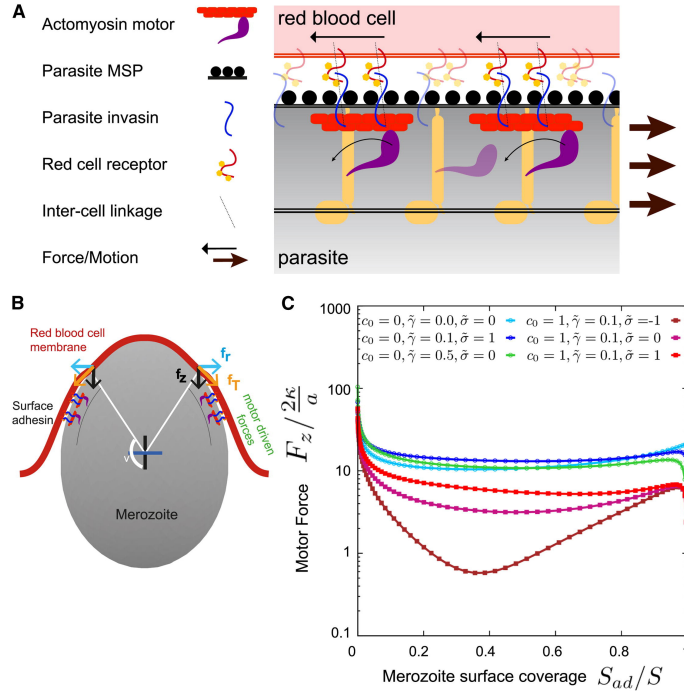 A
Actomyosin motor
Parasite MSP
Parasite invasin
Red cell receptor
Inter-cell linkage
Force/Motion
red blood cell
parasite
B
Red blood cell
membrane
Surface
adhesin
f_r
f_z
f_T
motor driven
forces
v
Merozoite
C
c_0 = 0, γ̃ = 0.0, σ̃ = 0
c_0 = 0, γ̃ = 0.1, σ̃ = 1
c_0 = 0, γ̃ = 0.5, σ̃ = 0
c_0 = 1, γ̃ = 0.1, σ̃ = -1
c_0 = 1, γ̃ = 0.1, σ̃ = 0
c_0 = 1, γ̃ = 0.1, σ̃ = 1
Motor Force F_z / 2κ/a
1000
100
10
1
0.1
0 0.2 0.4 0.6 0.8 1
Merozoite surface coverage S_ad/S